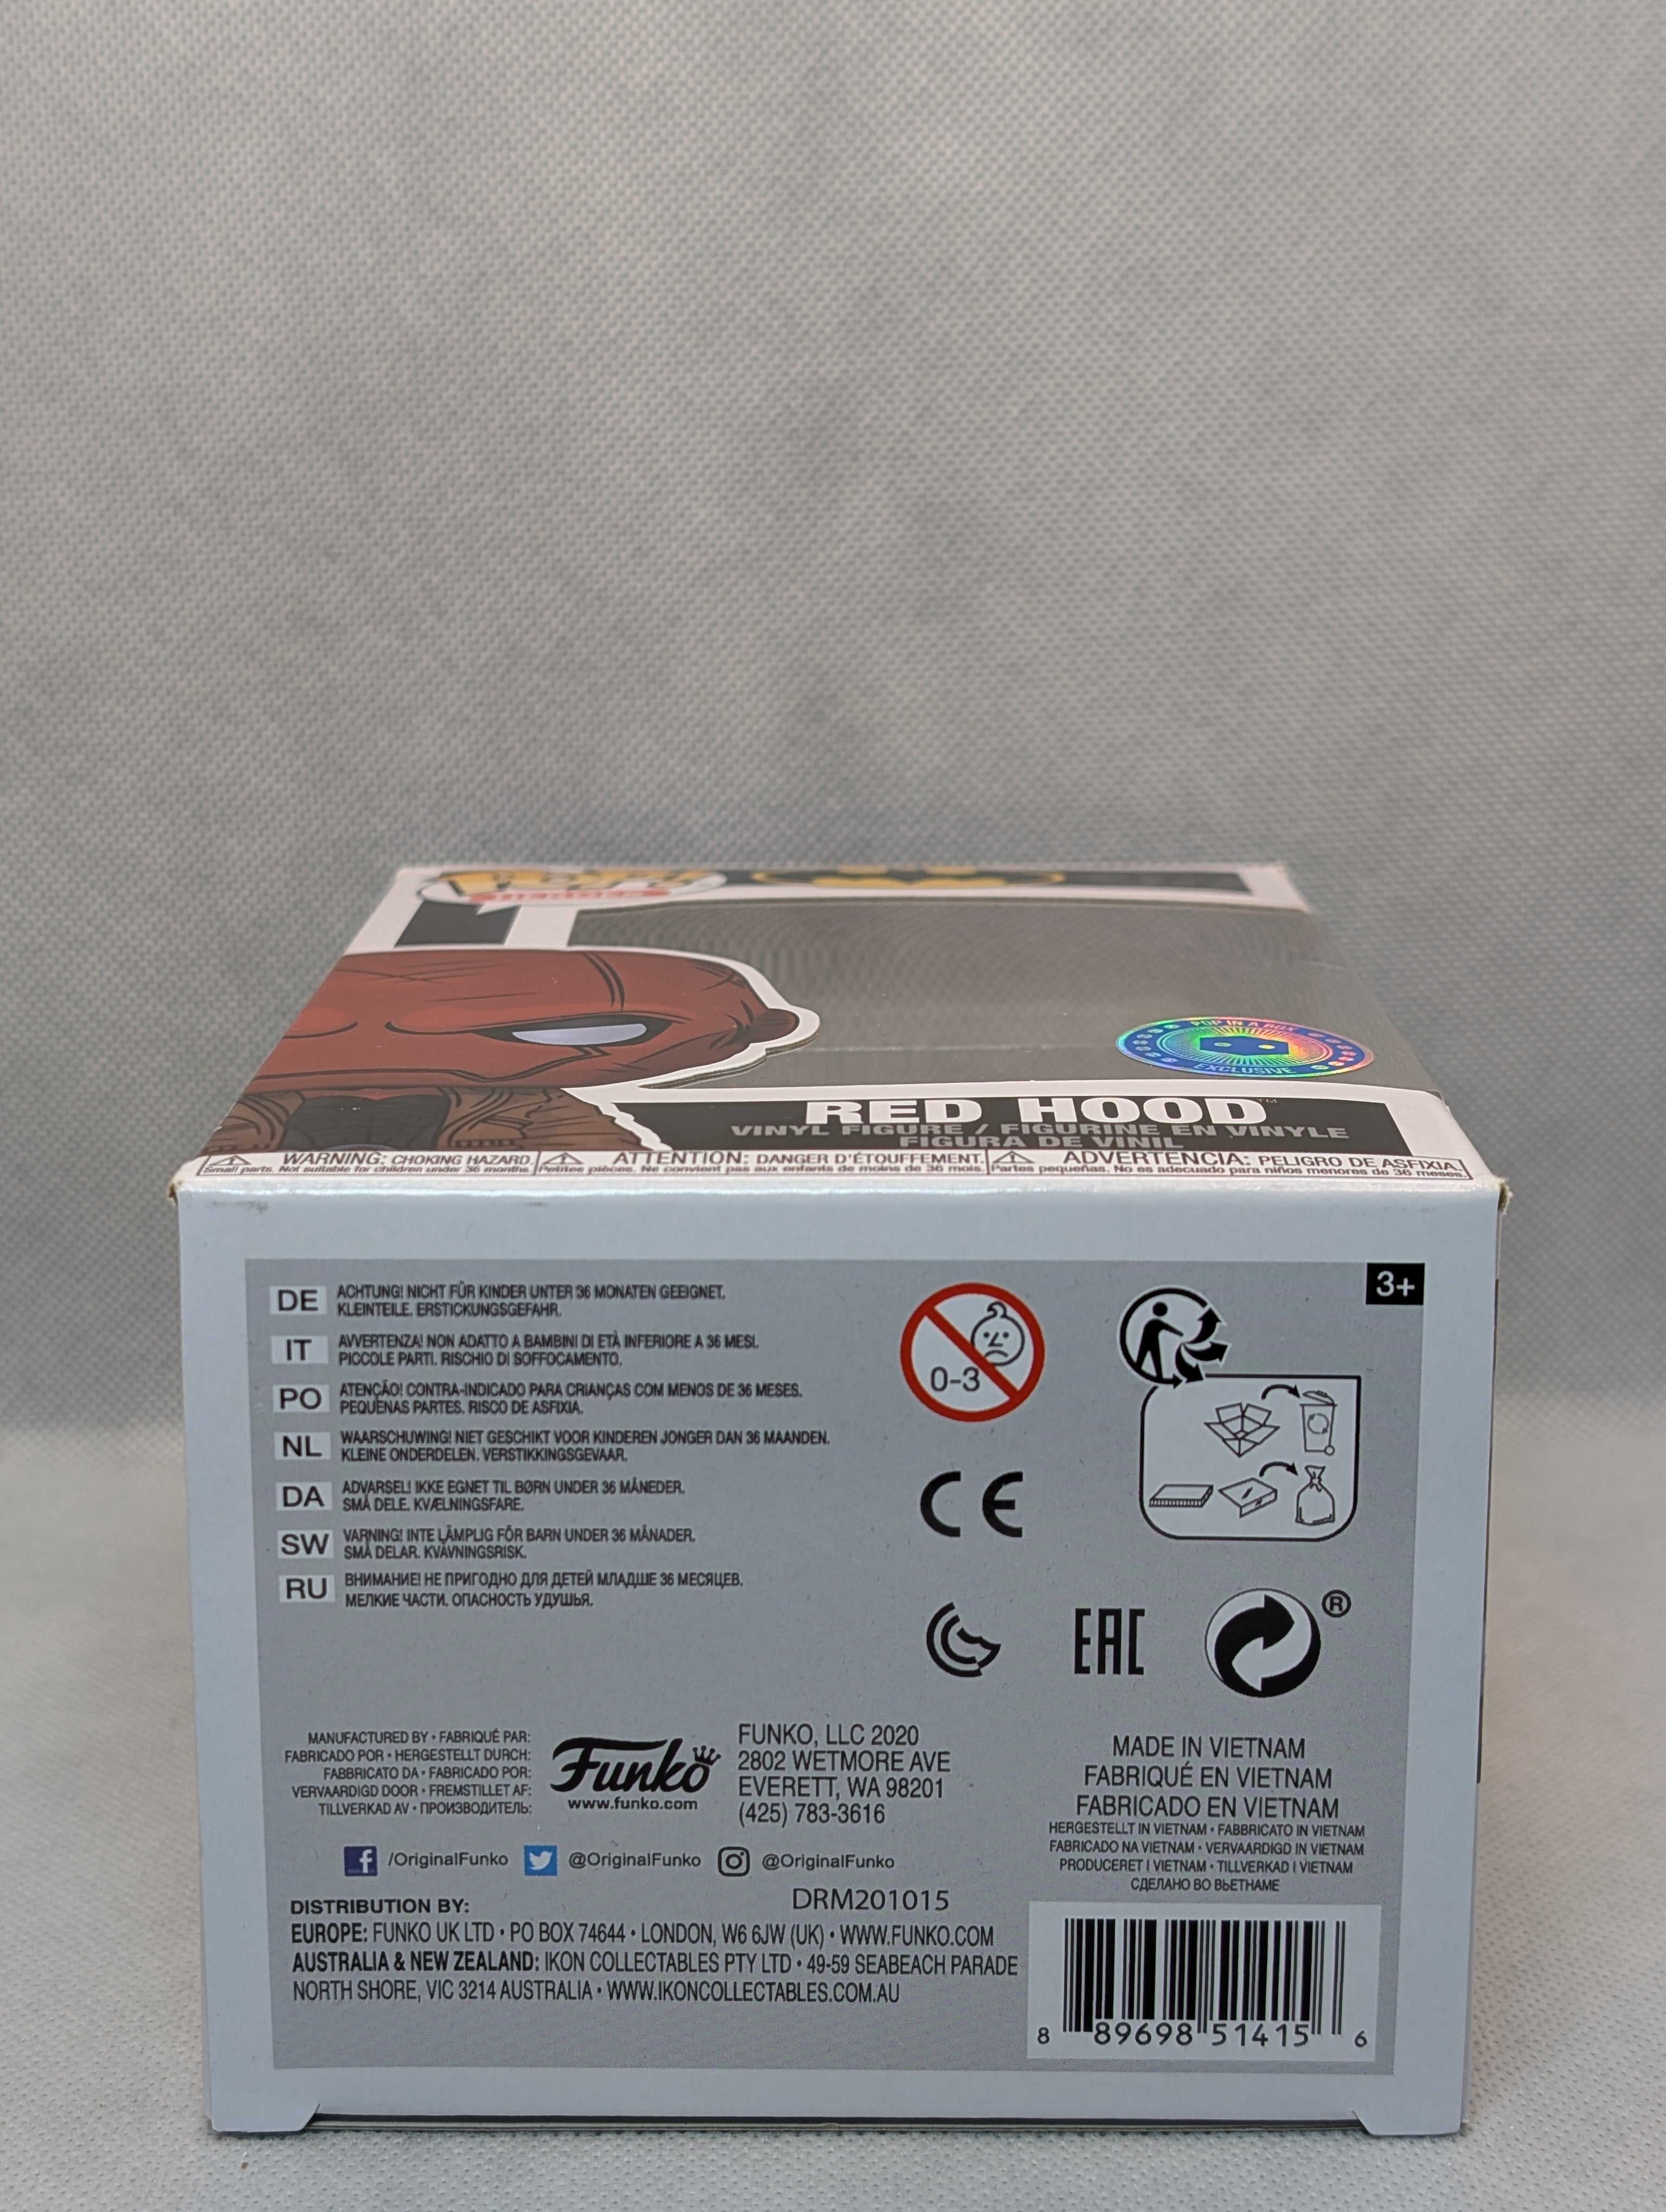 POP IN A BOX
EXCLUSIVE
RED HOOD™
VINYL FIGURE / FIGURINE EN VINYLE
FIGURA DE VINIL
WARNING: CHOKING HAZARD.
Small parts. Not suitable for children under 36 months.
ATTENTION: DANGER D'ÉTOUFFEMENT.
Petites pièces. Ne convient pas aux enfants de moins de 36 mois.
ADVERTENCIA: PELIGRO DE ASFIXIA.
Partes pequeñas. No es adecuado para niños menores de 36 meses.
3+
DE ACHTUNG! NICHT FÜR KINDER UNTER 36 MONATEN GEEIGNET.
KLEINTEILE. ERSTICKUNGSGEFAHR.
IT AVVERTENZA! NON ADATTO A BAMBINI DI ETÀ INFERIORE A 36 MESI.
PICCOLE PARTI. RISCHIO DI SOFFOCAMENTO.
PO ATENÇÃO! CONTRA-INDICADO PARA CRIANÇAS COM MENOS DE 36 MESES.
PEQUENAS PARTES. RISCO DE ASFIXIA.
NL WAARSCHUWING! NIET GESCHIKT VOOR KINDEREN JONGER DAN 36 MAANDEN.
KLEINE ONDERDELEN. VERSTIKKINGSGEVAAR.
DA ADVARSEL! IKKE EGNET TIL BØRN UNDER 36 MÅNEDER.
SMÅ DELE. KVÆLNINGSFARE.
SW VARNING! INTE LÄMPLIG FÖR BARN UNDER 36 MÅNADER.
SMÅ DELAR. KVÄVNINGSRISK.
RU ВНИМАНИЕ! НЕ ПРИГОДНО ДЛЯ ДЕТЕЙ МЛАДШЕ 36 МЕСЯЦЕВ.
МЕЛКИЕ ЧАСТИ. ОПАСНОСТЬ УДУШЬЯ.
0-3
CE
EAC
®
MANUFACTURED BY • FABRIQUÉ PAR:
FABRICADO POR • HERGESTELLT DURCH:
FABBRICATO DA • FABRICADO POR:
VERVAARDIGD DOOR • FREMSTILLET AF:
TILLVERKAD AV • ПРОИЗВОДИТЕЛЬ:
Funko
www.funko.com
FUNKO, LLC 2020
2802 WETMORE AVE
EVERETT, WA 98201
(425) 783-3616
MADE IN VIETNAM
FABRIQUÉ EN VIETNAM
FABRICADO EN VIETNAM
HERGESTELLT IN VIETNAM • FABBRICATO IN VIETNAM
FABRICADO NA VIETNAM • VERVAARDIGD IN VIETNAM
PRODUCERET I VIETNAM • TILLVERKAD I VIETNAM
СДЕЛАНО ВО ВЬЕТНАМЕ
/OriginalFunko @OriginalFunko @OriginalFunko
DRM201015
DISTRIBUTION BY:
EUROPE: FUNKO UK LTD • PO BOX 74644 • LONDON, W6 6JW (UK) • WWW.FUNKO.COM
AUSTRALIA & NEW ZEALAND: IKON COLLECTABLES PTY LTD • 49-59 SEABEACH PARADE
NORTH SHORE, VIC 3214 AUSTRALIA • WWW.IKONCOLLECTABLES.COM.AU
8 89698 51415 6